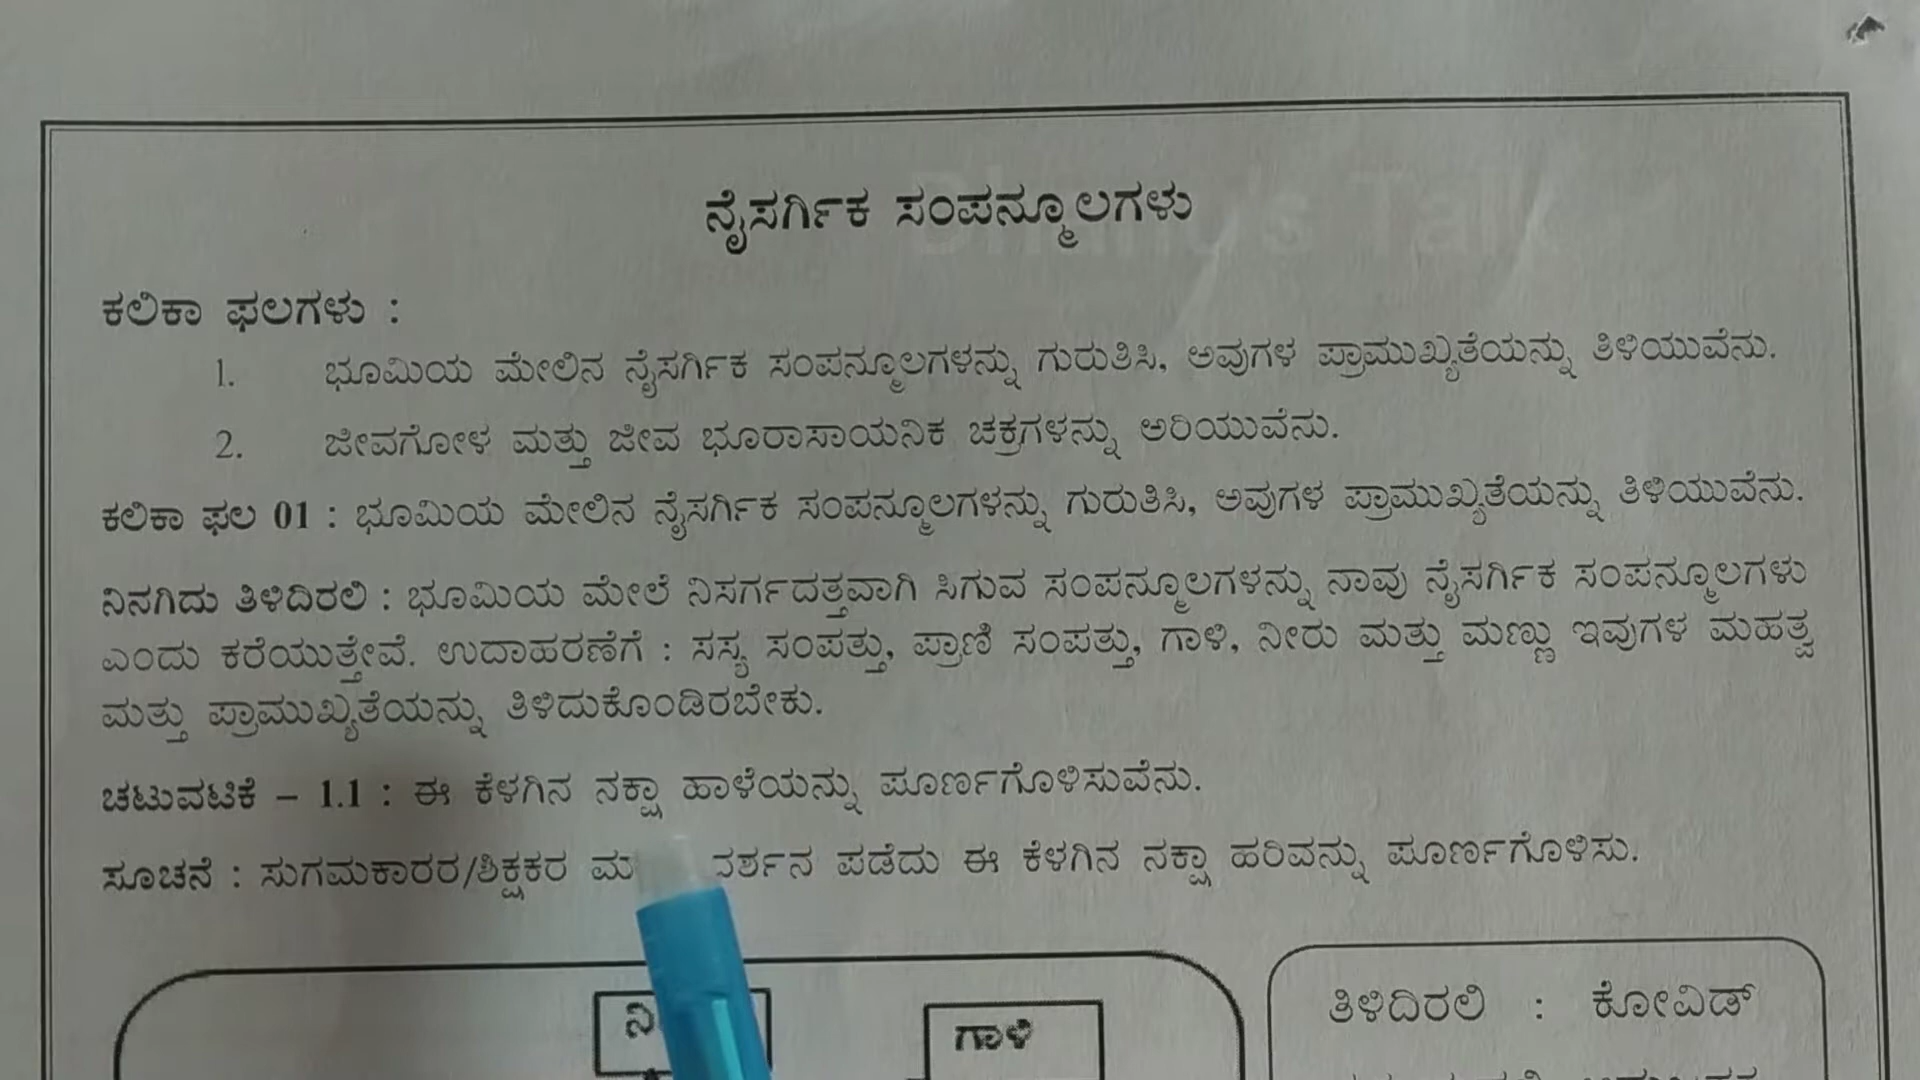 ನೈಸರ್ಗಿಕ ಸಂಪನ್ಮೂಲಗಳು
ಕಲಿಕಾ ಫಲಗಳು :
1. ಭೂಮಿಯ ಮೇಲಿನ ನೈಸರ್ಗಿಕ ಸಂಪನ್ಮೂಲಗಳನ್ನು ಗುರುತಿಸಿ, ಅವುಗಳ ಪ್ರಾಮುಖ್ಯತೆಯನ್ನು ತಿಳಿಯುವೆನು.
2. ಜೀವಗೋಳ ಮತ್ತು ಜೀವ ಭೂರಾಸಾಯನಿಕ ಚಕ್ರಗಳನ್ನು ಅರಿಯುವೆನು.
ಕಲಿಕಾ ಫಲ 01 : ಭೂಮಿಯ ಮೇಲಿನ ನೈಸರ್ಗಿಕ ಸಂಪನ್ಮೂಲಗಳನ್ನು ಗುರುತಿಸಿ, ಅವುಗಳ ಪ್ರಾಮುಖ್ಯತೆಯನ್ನು ತಿಳಿಯುವೆನು.
ನಿನಗಿದು ತಿಳಿದಿರಲಿ : ಭೂಮಿಯ ಮೇಲೆ ನಿಸರ್ಗದತ್ತವಾಗಿ ಸಿಗುವ ಸಂಪನ್ಮೂಲಗಳನ್ನು ನಾವು ನೈಸರ್ಗಿಕ ಸಂಪನ್ಮೂಲಗಳು
ಎಂದು ಕರೆಯುತ್ತೇವೆ. ಉದಾಹರಣೆಗೆ : ಸಸ್ಯ ಸಂಪತ್ತು, ಪ್ರಾಣಿ ಸಂಪತ್ತು, ಗಾಳಿ, ನೀರು ಮತ್ತು ಮಣ್ಣು ಇವುಗಳ ಮಹತ್ವ
ಮತ್ತು ಪ್ರಾಮುಖ್ಯತೆಯನ್ನು ತಿಳಿದುಕೊಂಡಿರಬೇಕು.
ಚಟುವಟಿಕೆ – 1.1 : ಈ ಕೆಳಗಿನ ನಕ್ಷಾ ಹಾಳೆಯನ್ನು ಪೂರ್ಣಗೊಳಿಸುವೆನು.
ಸೂಚನೆ : ಸುಗಮಕಾರರ/ಶಿಕ್ಷಕರ ಪಡೆದು ಈ ಕೆಳಗಿನ ನಕ್ಷಾ ಹರಿವನ್ನು ಪೂರ್ಣಗೊಳಿಸು.
ಗಾಳಿ
ತಿಳಿದಿರಲಿ : ಕೋವಿಡ್